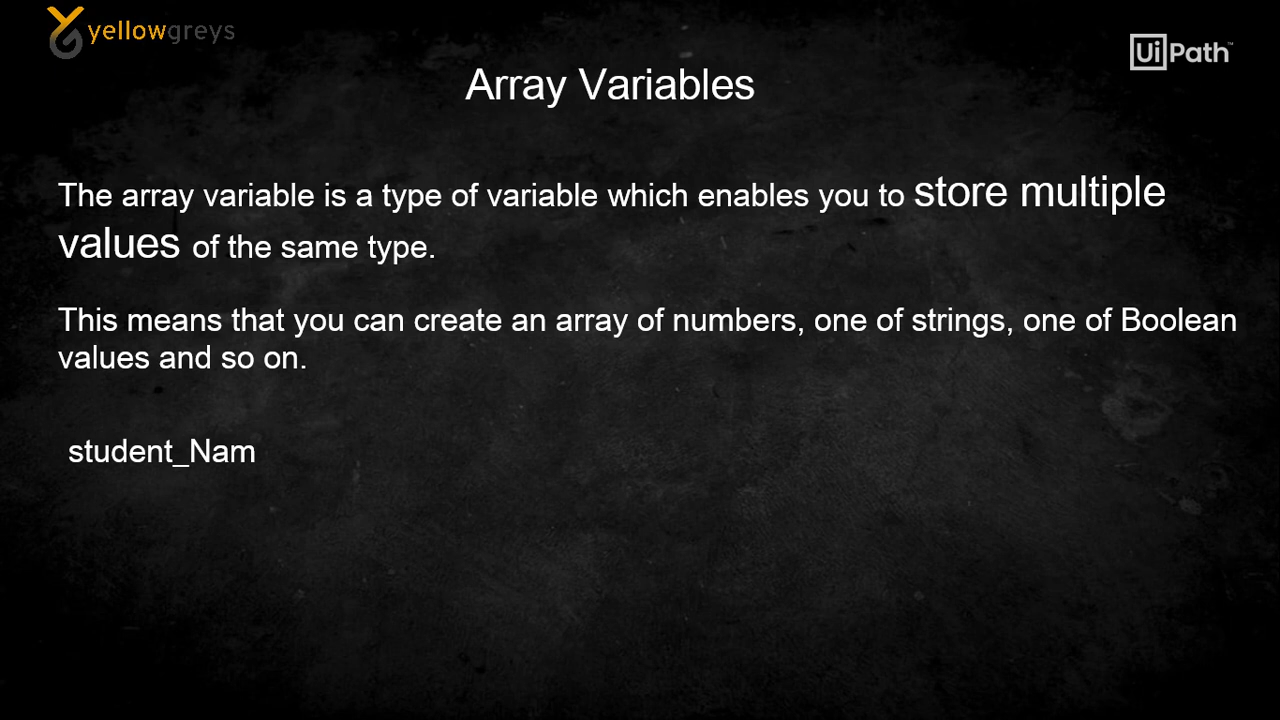 yellowgreys
UiPath™
Array Variables
The array variable is a type of variable which enables you to store multiple
values of the same type.
This means that you can create an array of numbers, one of strings, one of Boolean
values and so on.
student_Nam